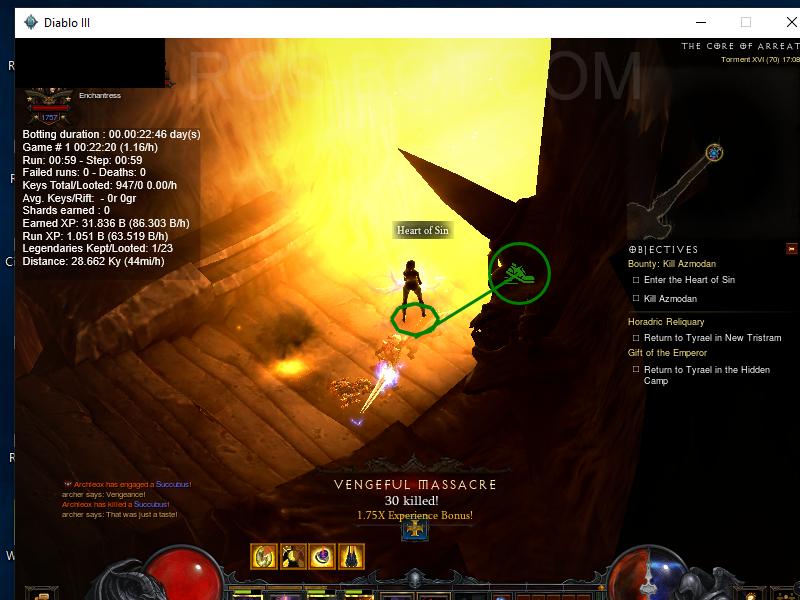 Diablo III
THE CORE OF ARREAT
Torment XVI (70) 17:08
Enchantress
1757
Botting duration : 00.00:22:46 day(s)
Game # 1 00:22:20 (1.16/h)
Run: 00:59 - Step: 00:59
Failed runs: 0 - Deaths: 0
Keys Total/Looted: 947/0 0.00/h
Avg. Keys/Rift:  - 0r 0gr
Shards earned : 0
Earned XP: 31.836 B (86.303 B/h)
Run XP: 1.051 B (63.519 B/h)
Legendaries Kept/Looted: 1/23
Distance: 28.662 Ky (44mi/h)
Heart of Sin
OBJECTIVES
Bounty: Kill Azmodan
Enter the Heart of Sin
Kill Azmodan
Horadric Reliquary
Return to Tyrael in New Tristram
Gift of the Emperor
Return to Tyrael in the Hidden
Camp
Archleox has engaged a Succubus!
archer says: Vengeance!
Archleox has killed a Succubus!
archer says: That was just a taste!
VENGEFUL MASSACRE
30 killed!
1.75X Experience Bonus!